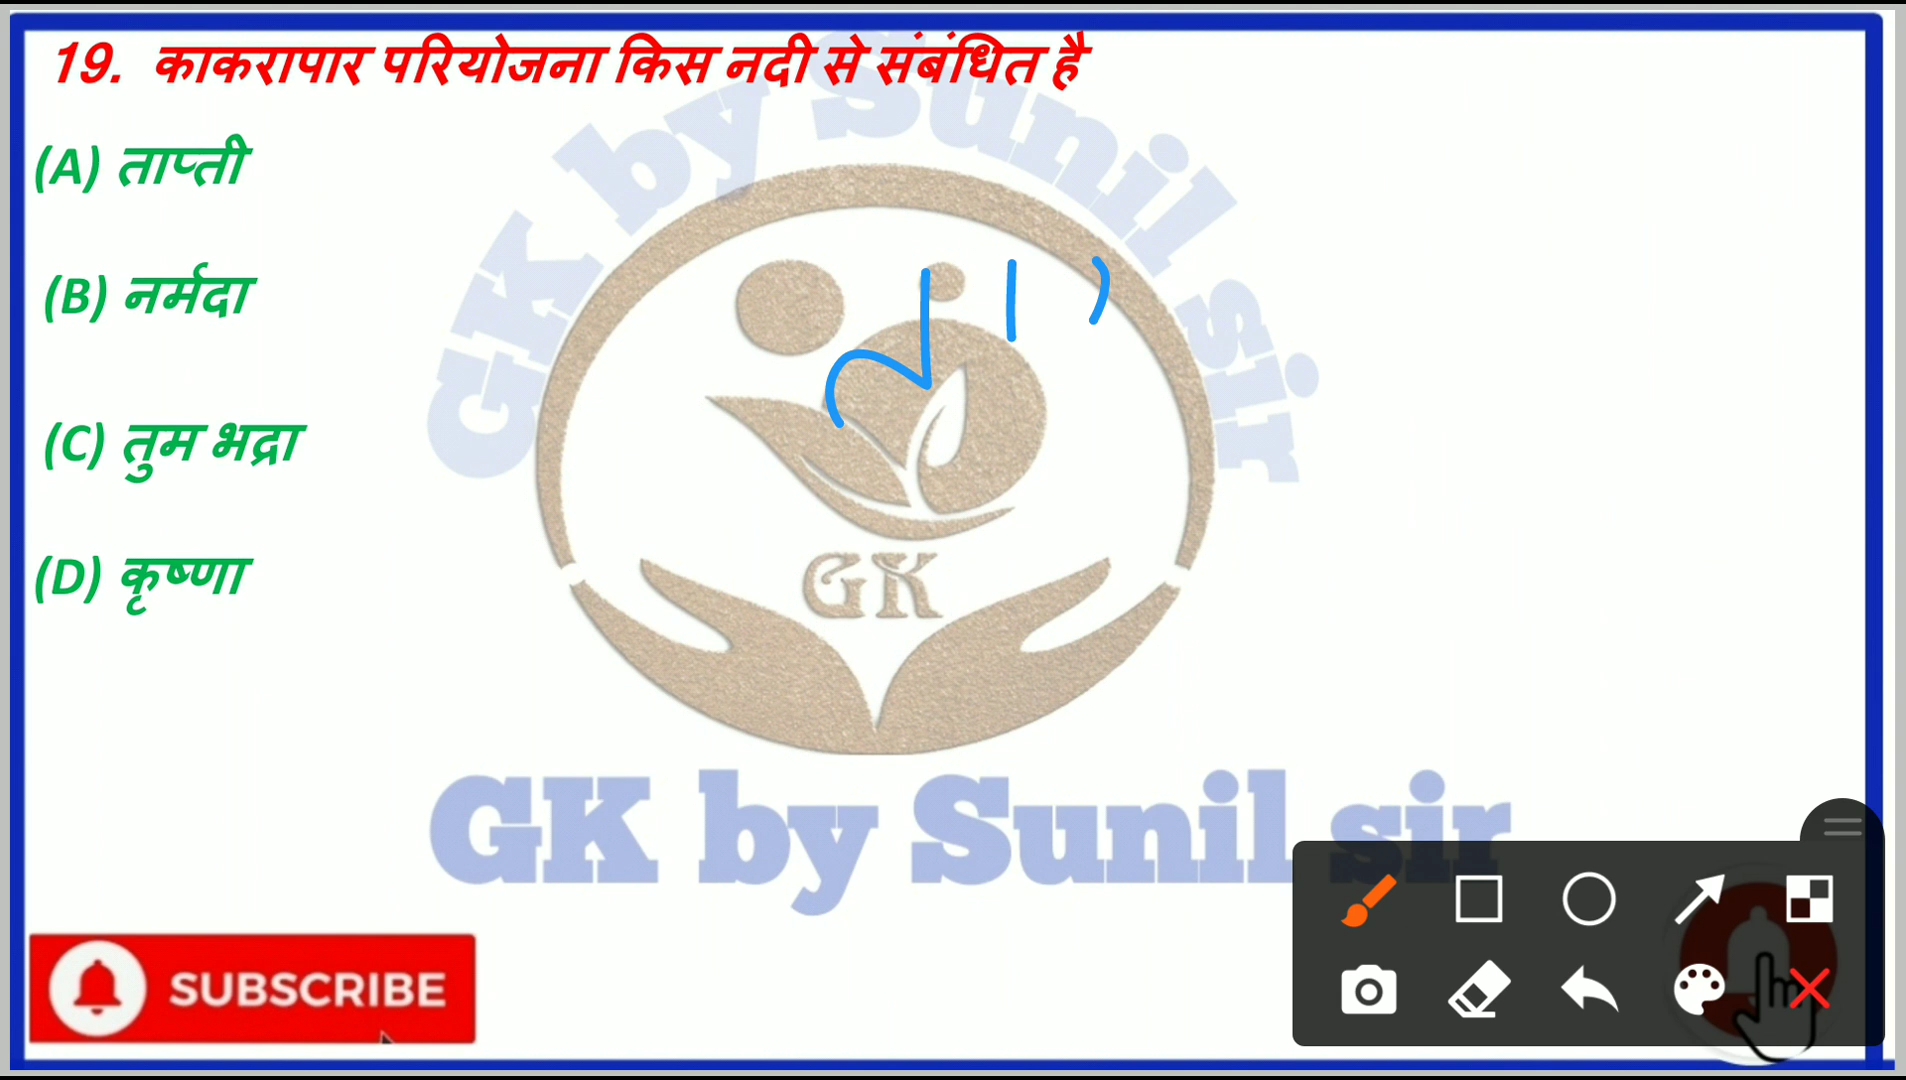 19. काकरापार परियोजना किस नदी से संबंधित है
(A) ताप्ती
(B) नर्मदा
(C) तुम भद्रा
(D) कृष्णा
GK by Sunil sir
GK
GK by Sunil sir
SUBSCRIBE